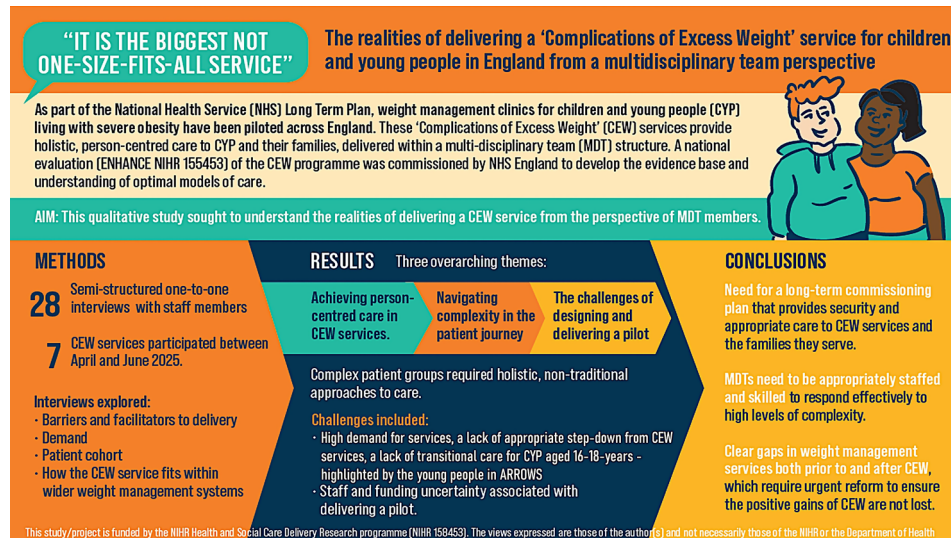 “IT IS THE BIGGEST NOT
ONE-SIZE-FITS-ALL SERVICE”
The realities of delivering a ‘Complications of Excess Weight’ service for children
and young people in England from a multidisciplinary team perspective
As part of the National Health Service (NHS) Long Term Plan, weight management clinics for children and young people (CYP)
living with severe obesity have been piloted across England. These ‘Complications of Excess Weight’ (CEW) services provide
holistic, person-centred care to CYP and their families, delivered within a multi-disciplinary team (MDT) structure. A national
evaluation (ENHANCE NIHR 155453) of the CEW programme was commissioned by NHS England to develop the evidence base and
understanding of optimal models of care.
AIM: This qualitative study sought to understand the realities of delivering a CEW service from the perspective of MDT members.
METHODS
28 Semi-structured one-to-one
interviews with staff members
7 CEW services participated between
April and June 2025.
Interviews explored:
· Barriers and facilitators to delivery
· Demand
· Patient cohort
· How the CEW service fits within
wider weight management systems
RESULTS Three overarching themes:
Achieving person-
centred care in
CEW services.
Navigating
complexity in the
patient journey
The challenges of
designing and
delivering a pilot
Complex patient groups required holistic, non-traditional
approaches to care.
Challenges included:
· High demand for services, a lack of appropriate step-down from CEW
services, a lack of transitional care for CYP aged 16-18-years -
highlighted by the young people in ARROWS
· Staff and funding uncertainty associated with
delivering a pilot.
CONCLUSIONS
Need for a long-term commissioning
plan that provides security and
appropriate care to CEW services and
the families they serve.
MDTs need to be appropriately staffed
and skilled to respond effectively to
high levels of complexity.
Clear gaps in weight management
services both prior to and after CEW,
which require urgent reform to ensure
the positive gains of CEW are not lost.
This study/project is funded by the NIHR Health and Social Care Delivery Research programme (NIHR 158453). The views expressed are those of the author(s) and not necessarily those of the NIHR or the Department of Health